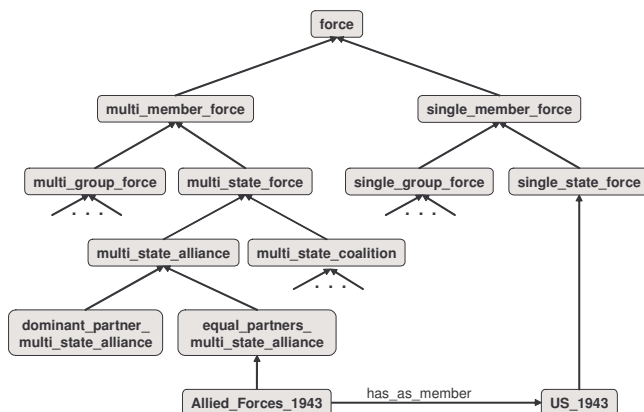 force
multi_member_force
single_member_force
multi_group_force
multi_state_force
single_group_force
single_state_force
. . .
. . .
multi_state_alliance
multi_state_coalition
. . .
dominant_partner_
multi_state_alliance
equal_partners_
multi_state_alliance
has_as_member
Allied_Forces_1943
US_1943